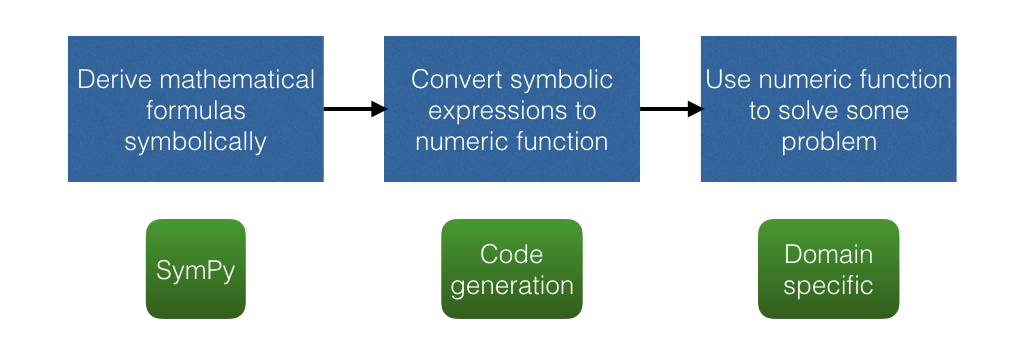 Derive mathematical
formulas
symbolically
Convert symbolic
expressions to
numeric function
Use numeric function
to solve some
problem
SymPy
Code
generation
Domain
specific